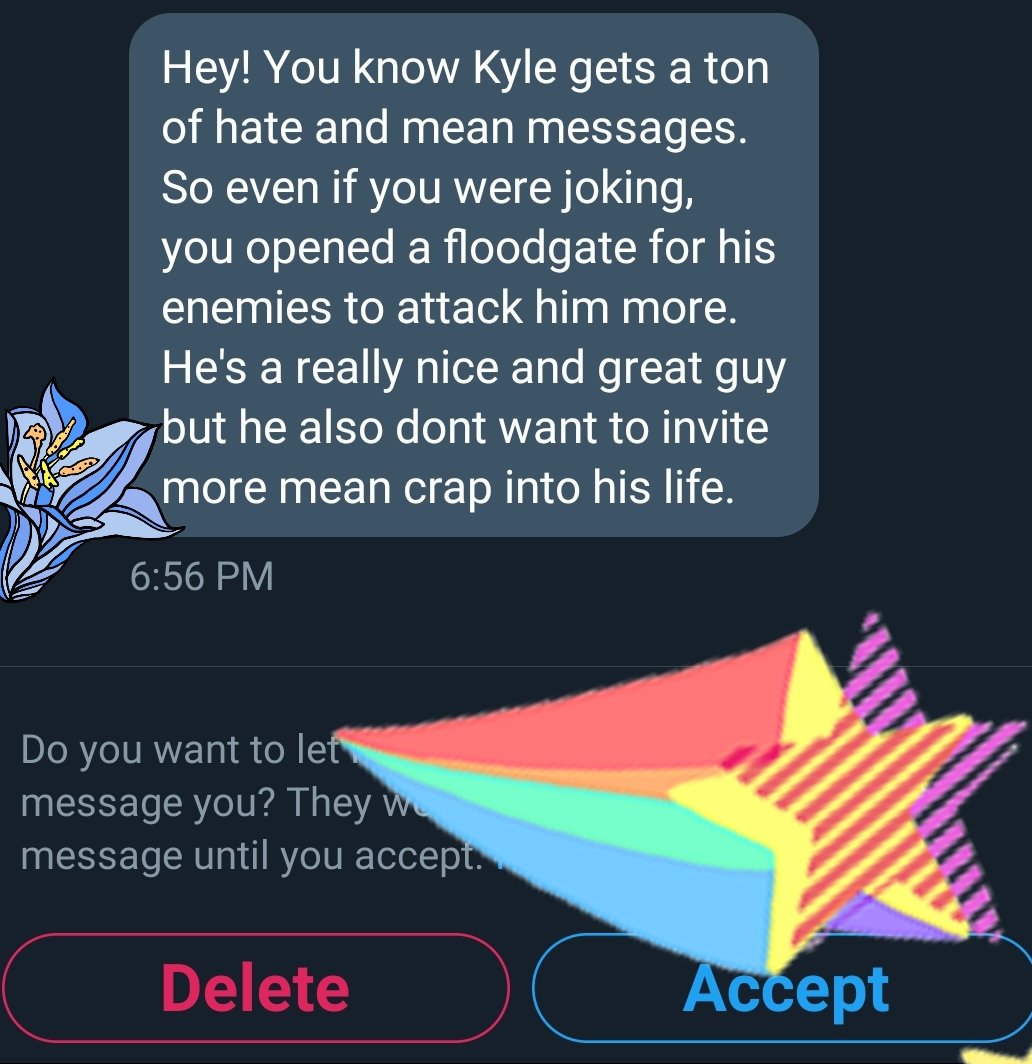 Hey! You know Kyle gets a ton
of hate and mean messages.
So even if you were joking,
you opened a floodgate for his
enemies to attack him more.
He's a really nice and great guy
but he also dont want to invite
more mean crap into his life.
6:56 PM
Do you want to let
message you? They
message until you accept.
Delete
Accept